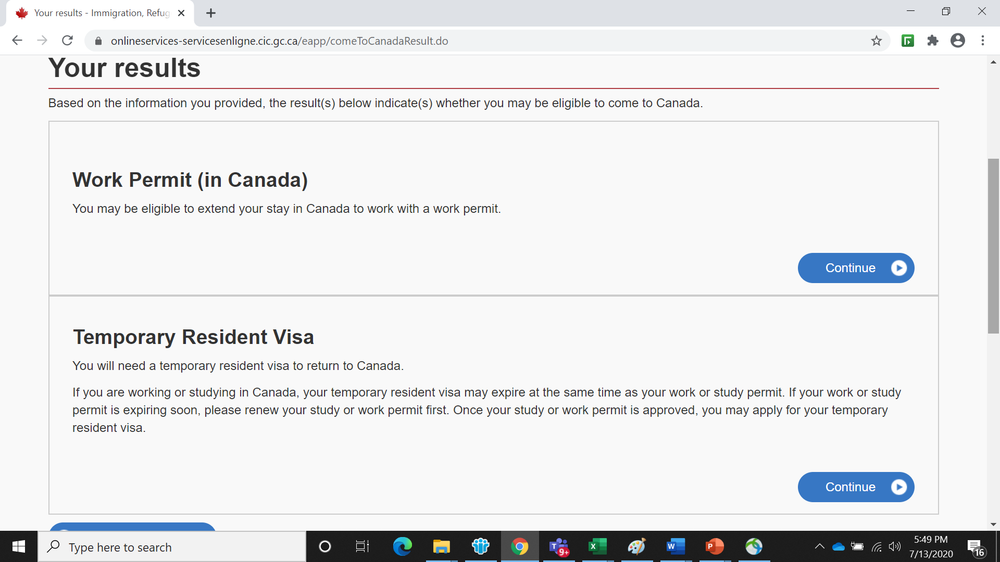 Your results - Immigration, Refug
onlineservices-servicesenligne.cic.gc.ca/eapp/comeToCanadaResult.do
Your results
Based on the information you provided, the result(s) below indicate(s) whether you may be eligible to come to Canada.
Work Permit (in Canada)
You may be eligible to extend your stay in Canada to work with a work permit.
Continue
Temporary Resident Visa
You will need a temporary resident visa to return to Canada.
If you are working or studying in Canada, your temporary resident visa may expire at the same time as your work or study permit. If your work or study
permit is expiring soon, please renew your study or work permit first. Once your study or work permit is approved, you may apply for your temporary
resident visa.
Continue
Type here to search
T
9+
X
W
P
5:49 PM
7/13/2020
16